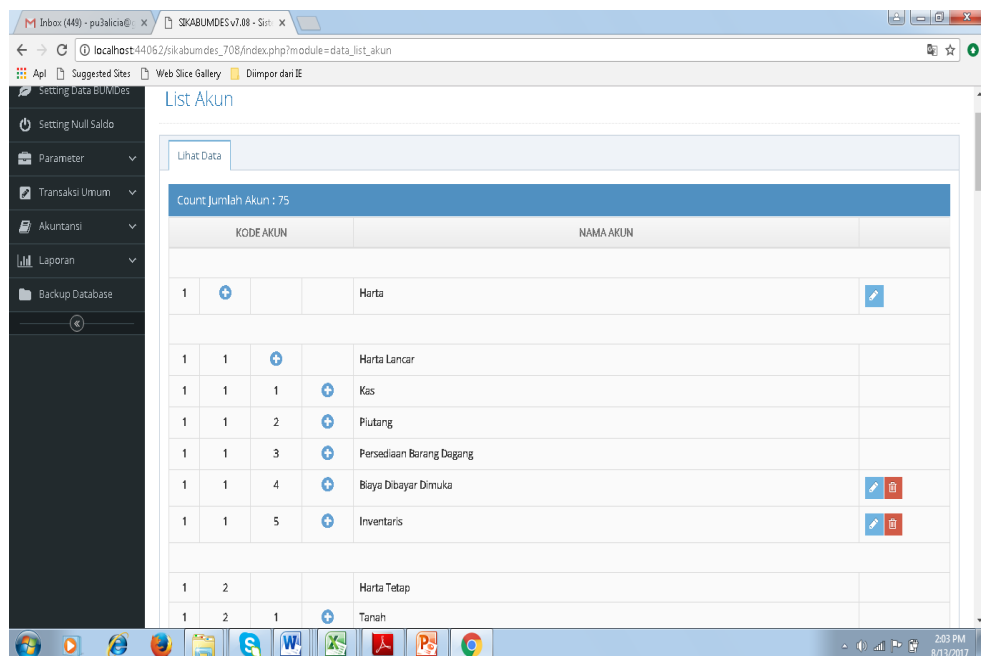 Inbox (449) - pu3alicia@
SIKABUMDES v7.08 - Sist
localhost:44062/sikabumdes_708/index.php?module=data_list_akun
Apl Suggested Sites Web Slice Gallery Diimpor dari IE
Setting Data BUMDes
Setting Null Saldo
Parameter
Transaksi Umum
Akuntansi
Laporan
Backup Database
List Akun
Lihat Data
Count Jumlah Akun : 75
KODE AKUN NAMA AKUN
1 Harta
1 1 Harta Lancar
1 1 1 Kas
1 1 2 Piutang
1 1 3 Persediaan Barang Dagang
1 1 4 Biaya Dibayar Dimuka
1 1 5 Inventaris
1 2 Harta Tetap
1 2 1 Tanah
2:03 PM
8/13/2017